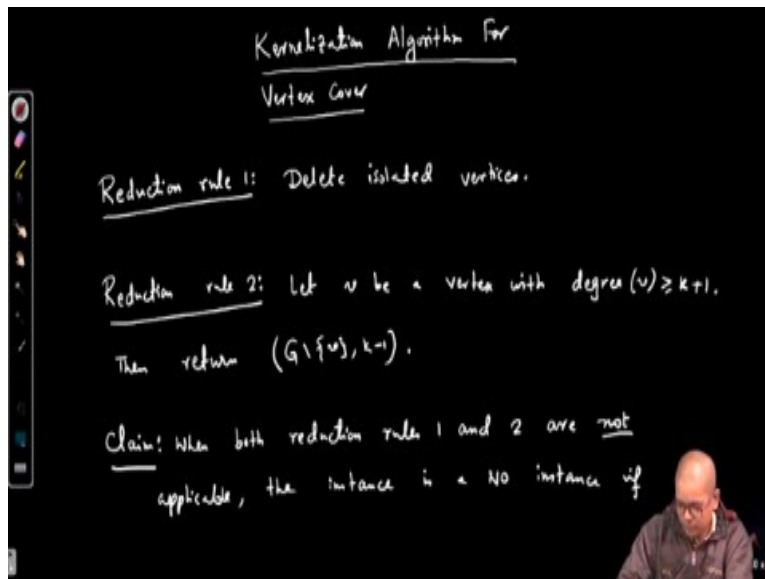 Kernelization Algorithm For
Vertex Cover
Reduction rule 1: Delete isolated vertices.
Reduction rule 2: Let v be a vertex with degree(v) ≥ k+1.
Then return (G \ {v}, k-1).
Claim: When both reduction rules 1 and 2 are not
applicable, the instance is a NO instance if